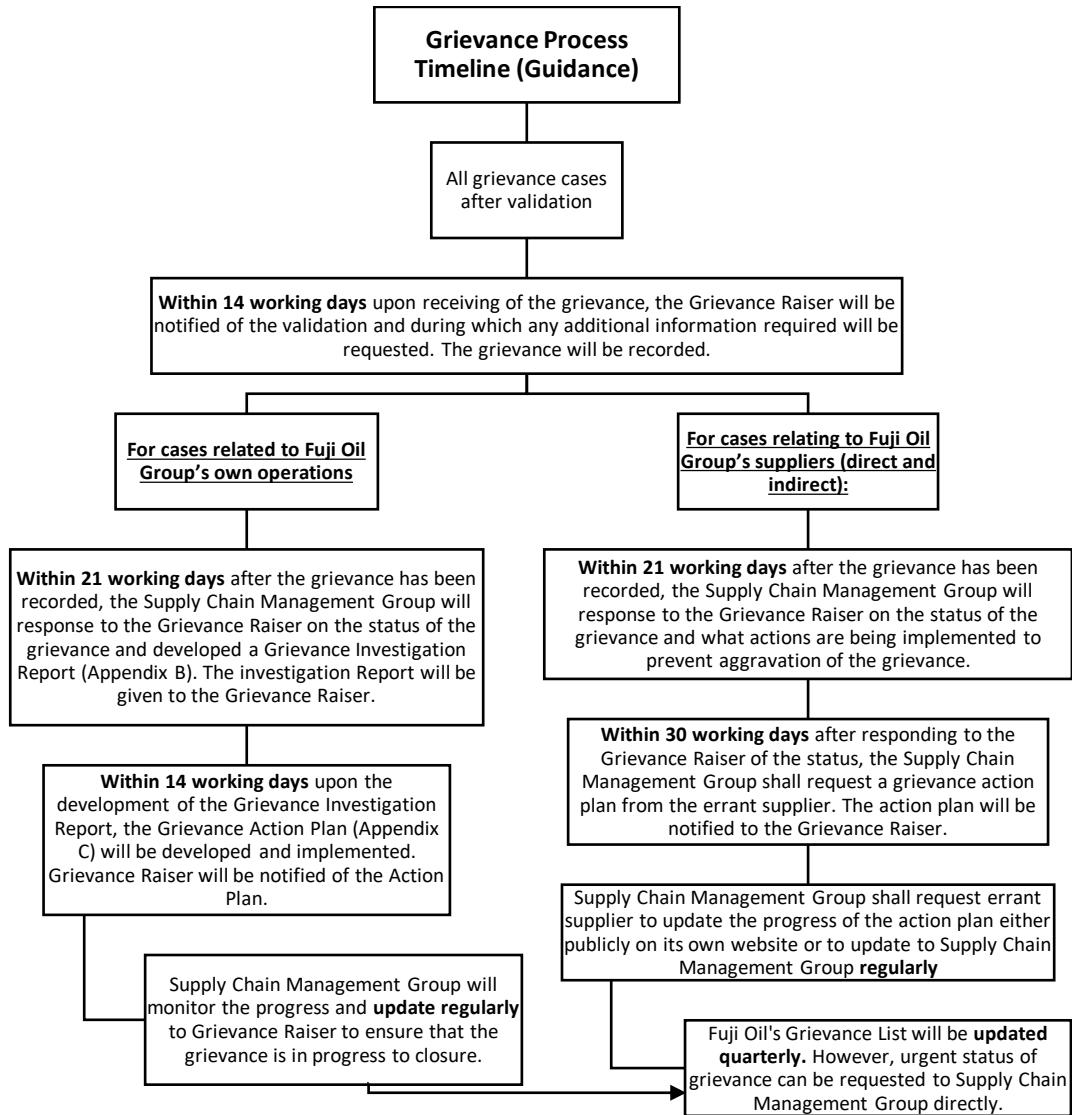 Grievance Process
Timeline (Guidance)
All grievance cases
after validation
Within 14 working days upon receiving of the grievance, the Grievance Raiser will be
notified of the validation and during which any additional information required will be
requested. The grievance will be recorded.
For cases related to Fuji Oil
Group's own operations
Within 21 working days after the grievance has been
recorded, the Supply Chain Management Group will
response to the Grievance Raiser on the status of the
grievance and developed a Grievance Investigation
Report (Appendix B). The investigation Report will be
given to the Grievance Raiser.
Within 14 working days upon the
development of the Grievance Investigation
Report, the Grievance Action Plan (Appendix
C) will be developed and implemented.
Grievance Raiser will be notified of the Action
Plan.
Supply Chain Management Group will
monitor the progress and update regularly
to Grievance Raiser to ensure that the
grievance is in progress to closure.
For cases relating to Fuji Oil
Group's suppliers (direct and
indirect):
Within 21 working days after the grievance has been
recorded, the Supply Chain Management Group will
response to the Grievance Raiser on the status of the
grievance and what actions are being implemented to
prevent aggravation of the grievance.
Within 30 working days after responding to the
Grievance Raiser of the status, the Supply Chain
Management Group shall request a grievance action
plan from the errant supplier. The action plan will be
notified to the Grievance Raiser.
Supply Chain Management Group shall request errant
supplier to update the progress of the action plan either
publicly on its own website or to update to Supply Chain
Management Group regularly
Fuji Oil's Grievance List will be updated
quarterly. However, urgent status of
grievance can be requested to Supply Chain
Management Group directly.